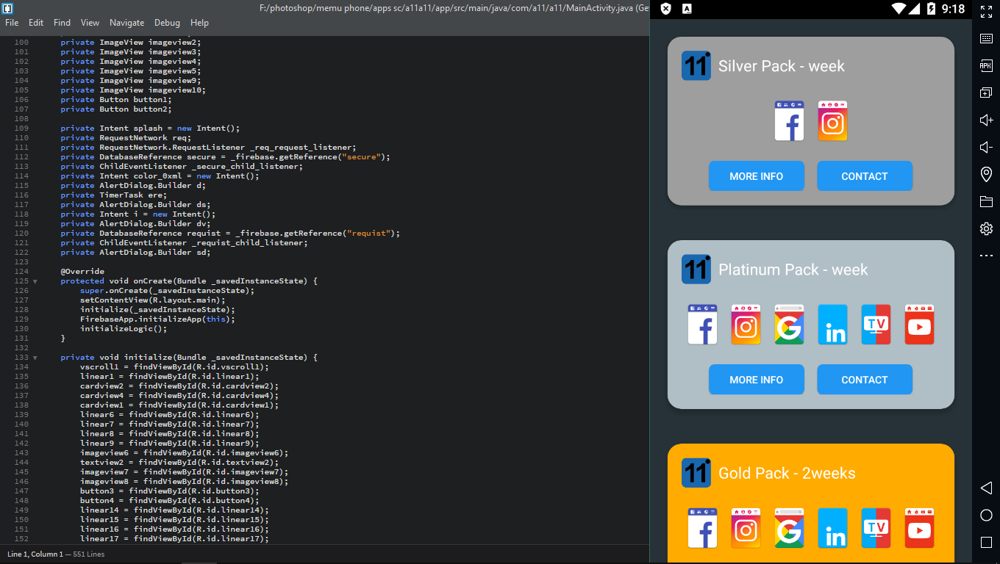 F:/photoshop/memu phone/apps sc/a11a11/app/src/main/java/com/a11/a11/MainActivity.java (Ge
File Edit Find View Navigate Debug Help
100 private ImageView imageview2;
101 private ImageView imageview3;
102 private ImageView imageview4;
103 private ImageView imageview5;
104 private ImageView imageview9;
105 private ImageView imageview10;
106 private Button button1;
107 private Button button2;
108
109 private Intent splash = new Intent();
110 private RequestNetwork req;
111 private RequestNetwork.RequestListener _req_request_listener;
112 private DatabaseReference secure = _firebase.getReference("secure");
113 private ChildEventListener _secure_child_listener;
114 private Intent color_0xml = new Intent();
115 private AlertDialog.Builder d;
116 private TimerTask ere;
117 private AlertDialog.Builder ds;
118 private Intent i = new Intent();
119 private AlertDialog.Builder dv;
120 private DatabaseReference requist = _firebase.getReference("requist");
121 private ChildEventListener _requist_child_listener;
122 private AlertDialog.Builder sd;
123
124 @Override
125 protected void onCreate(Bundle _savedInstanceState) {
126 super.onCreate(_savedInstanceState);
127 setContentView(R.layout.main);
128 initialize(_savedInstanceState);
129 FirebaseApp.initializeApp(this);
130 initializeLogic();
131 }
132
133 private void initialize(Bundle _savedInstanceState) {
134 vscroll1 = findViewById(R.id.vscroll1);
135 linear1 = findViewById(R.id.linear1);
136 cardview2 = findViewById(R.id.cardview2);
137 cardview4 = findViewById(R.id.cardview4);
138 cardview1 = findViewById(R.id.cardview1);
139 linear6 = findViewById(R.id.linear6);
140 linear7 = findViewById(R.id.linear7);
141 linear8 = findViewById(R.id.linear8);
142 linear9 = findViewById(R.id.linear9);
143 imageview6 = findViewById(R.id.imageview6);
144 textview2 = findViewById(R.id.textview2);
145 imageview7 = findViewById(R.id.imageview7);
146 imageview8 = findViewById(R.id.imageview8);
147 button3 = findViewById(R.id.button3);
148 button4 = findViewById(R.id.button4);
149 linear14 = findViewById(R.id.linear14);
150 linear15 = findViewById(R.id.linear15);
151 linear16 = findViewById(R.id.linear16);
152 linear17 = findViewById(R.id.linear17);
Line 1, Column 1 — 551 Lines
A 9:18
11 Silver Pack - week
f
MORE INFO CONTACT
11 Platinum Pack - week
f G in TV
MORE INFO CONTACT
11 Gold Pack - 2weeks
f G in TV
APK